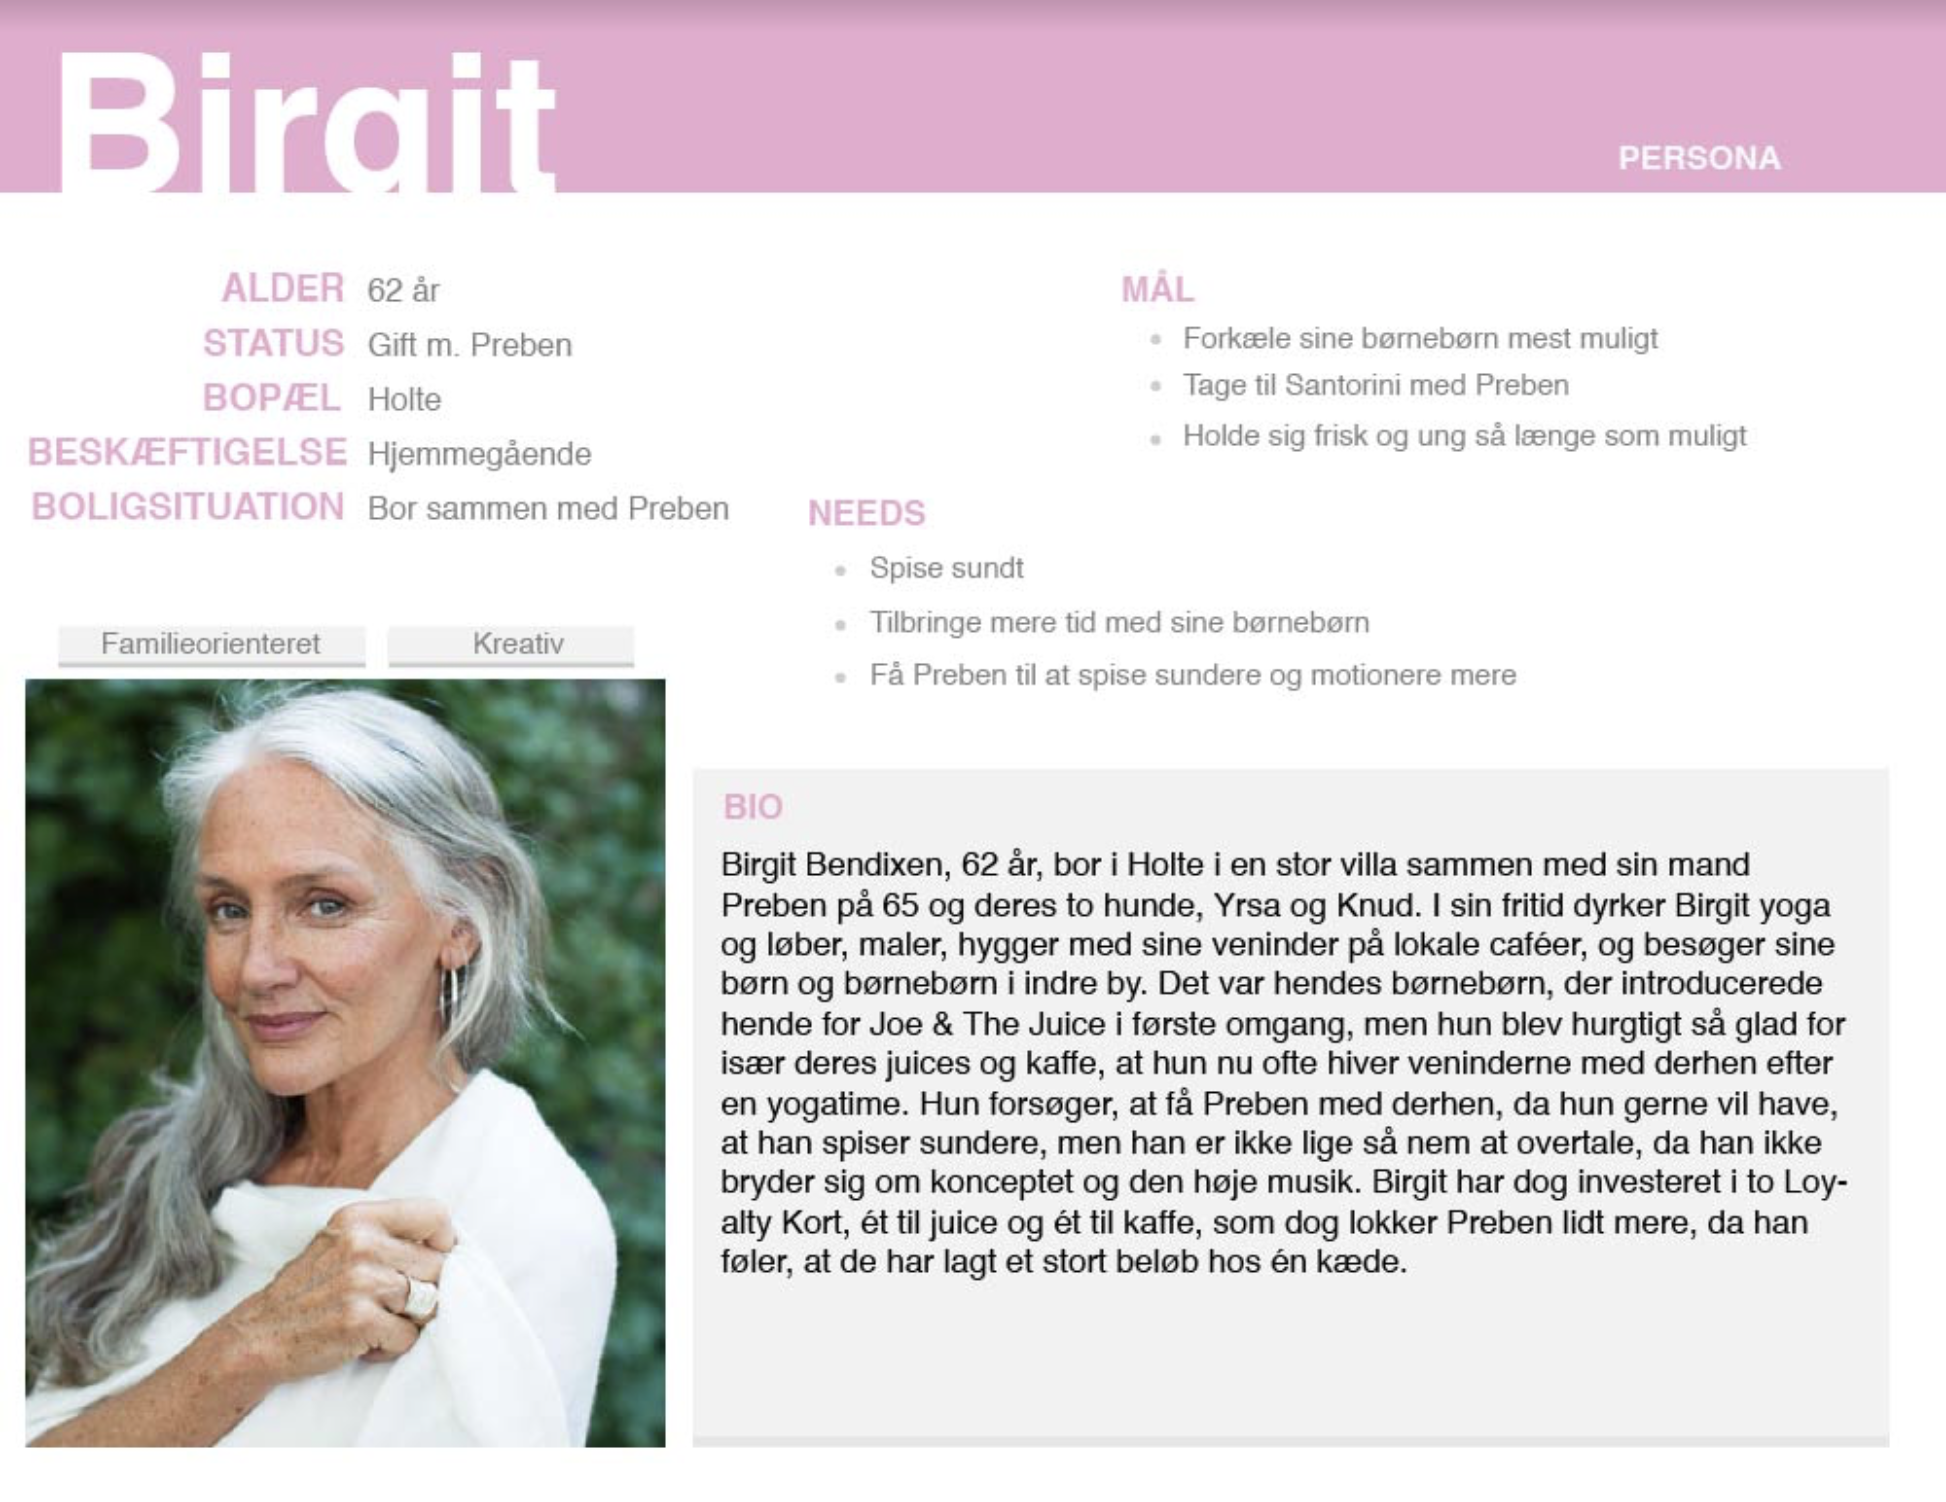 Birgit
PERSONA
ALDER 62 år
STATUS Gift m. Preben
BOPÆL Holte
BESKÆFTIGELSE Hjemmegående
BOLIGSITUATION Bor sammen med Preben
MÅL
Forkæle sine børnebørn mest muligt
Tage til Santorini med Preben
Holde sig frisk og ung så længe som muligt
NEEDS
Spise sundt
Tilbringe mere tid med sine børnebørn
Få Preben til at spise sundere og motionere mere
Familieorienteret
Kreativ
BIO
Birgit Bendixen, 62 år, bor i Holte i en stor villa sammen med sin mand
Preben på 65 og deres to hunde, Yrsa og Knud. I sin fritid dyrker Birgit yoga
og løber, maler, hygger med sine veninder på lokale caféer, og besøger sine
børn og børnebørn i indre by. Det var hendes børnebørn, der introducerede
hende for Joe & The Juice i første omgang, men hun blev hurgtigt så glad for
især deres juices og kaffe, at hun nu ofte hiver veninderne med derhen efter
en yogatime. Hun forsøger, at få Preben med derhen, da hun gerne vil have,
at han spiser sundere, men han er ikke lige så nem at overtale, da han ikke
bryder sig om konceptet og den høje musik. Birgit har dog investeret i to Loy-
alty Kort, ét til juice og ét til kaffe, som dog lokker Preben lidt mere, da han
føler, at de har lagt et stort beløb hos én kæde.